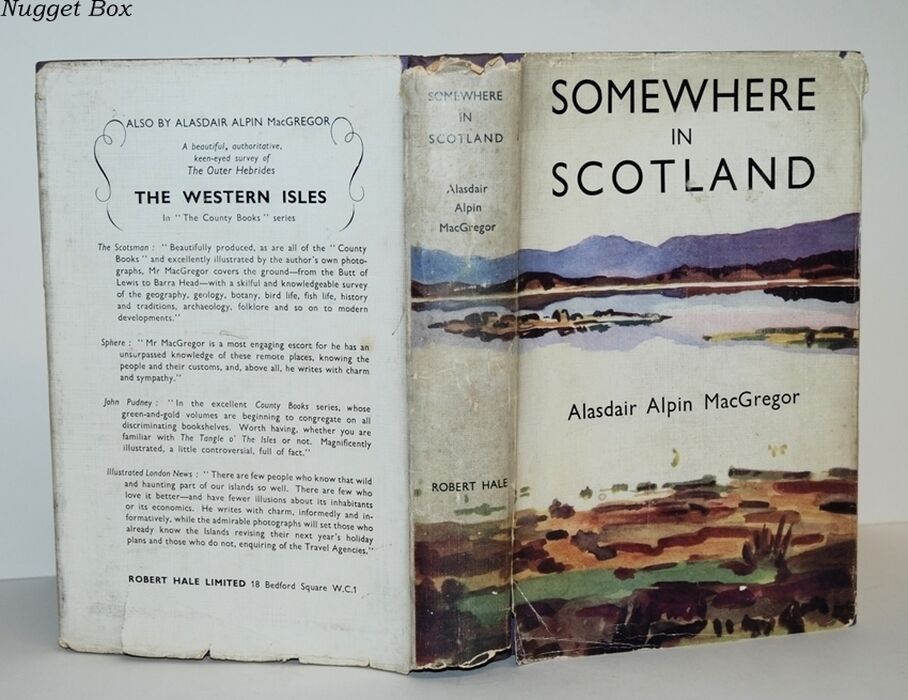 Nugget Box
ALSO BY ALASDAIR ALPIN MacGREGOR
A beautiful, authoritative,
keen-eyed survey of
The Outer Hebrides
THE WESTERN ISLES
In "The County Books" series
The Scotsman : "Beautifully produced, as are all of the "County
Books" and excellently illustrated by the author's own photo-
graphs, Mr MacGregor covers the ground—from the Butt of
Lewis to Barra Head—with a skilful and knowledgeable survey
of the geography, geology, botany, bird life, fish life, history
and traditions, archaeology, folklore and so on to modern
developments."
Sphere : "Mr MacGregor is a most engaging escort for he has an
unsurpassed knowledge of these remote places, knowing the
people and their customs, and, above all, he writes with charm
and sympathy."
John Pudney : "In the excellent County Books series, whose
green-and-gold volumes are beginning to congregate on all
discriminating bookshelves. Worth having, whether you are
familiar with The Tangle o' The Isles or not. Magnificently
illustrated, a little controversial, full of fact."
Illustrated London News : "There are few people who know that wild
and haunting part of our islands so well. There are few who
love it better—and have fewer illusions about its inhabitants
or its economics. He writes with charm, informedly and in-
formatively, while the admirable photographs will set those who
already know the Islands revising their next year's holiday
plans and those who do not, enquiring of the Travel Agencies."
ROBERT HALE LIMITED 18 Bedford Square W.C.1
SOMEWHERE
IN
SCOTLAND
Alasdair
Alpin
MacGregor
ROBERT HALE
SOMEWHERE
IN
SCOTLAND
Alasdair Alpin MacGregor